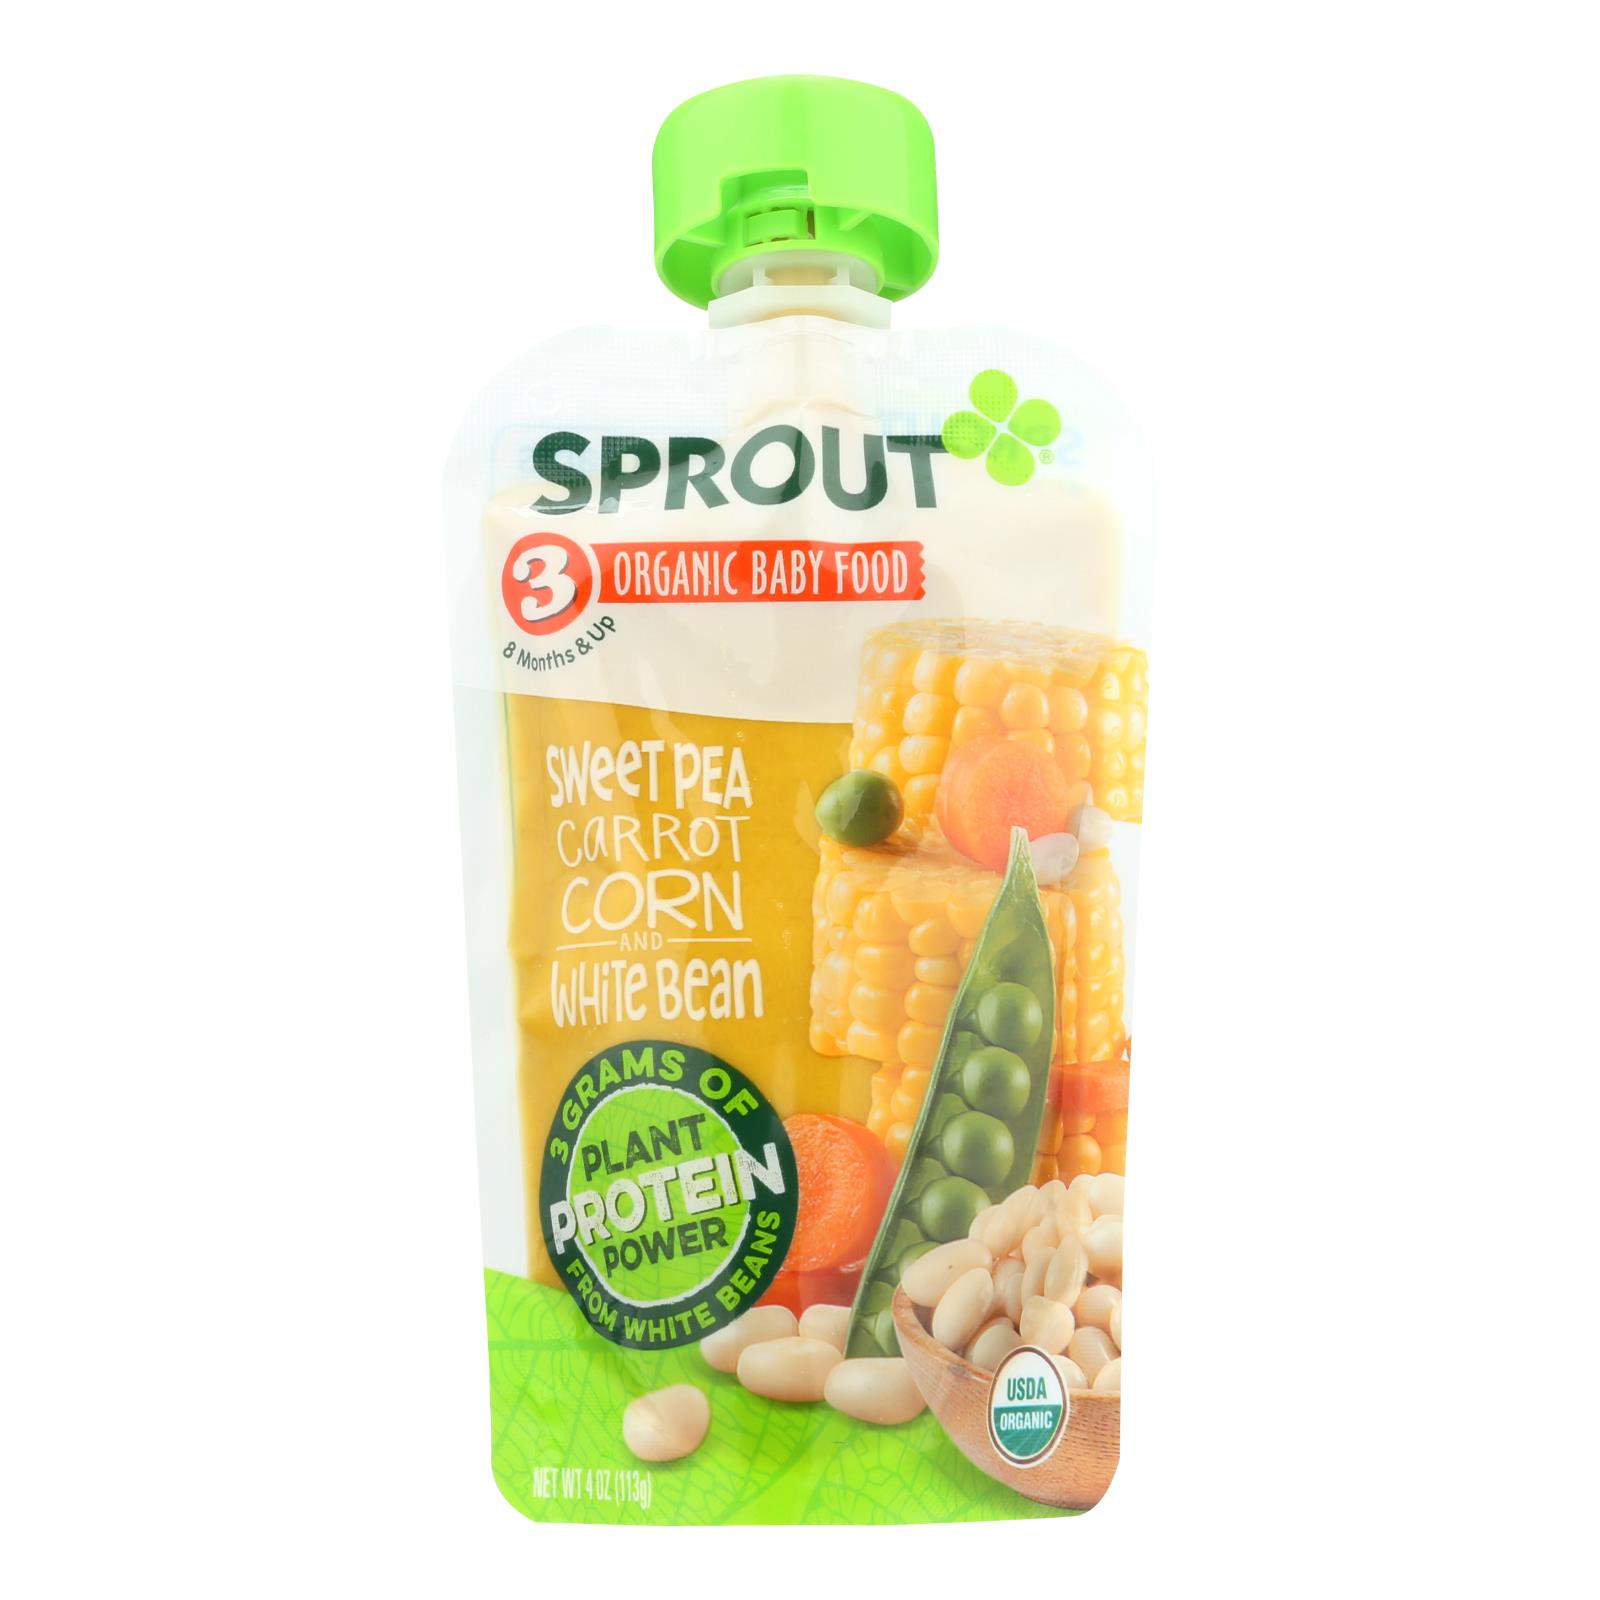 SPROUT®
3 ORGANIC BABY FOOD
8 Months & Up
SWeeT PEA
CaRROT
CORN
AND
WHiTe Bean
3 GRAMS OF
PLANT
PROTEIN
POWER
FROM WHITE BEANS
USDA
ORGANIC
NET WT 4 OZ (113g)